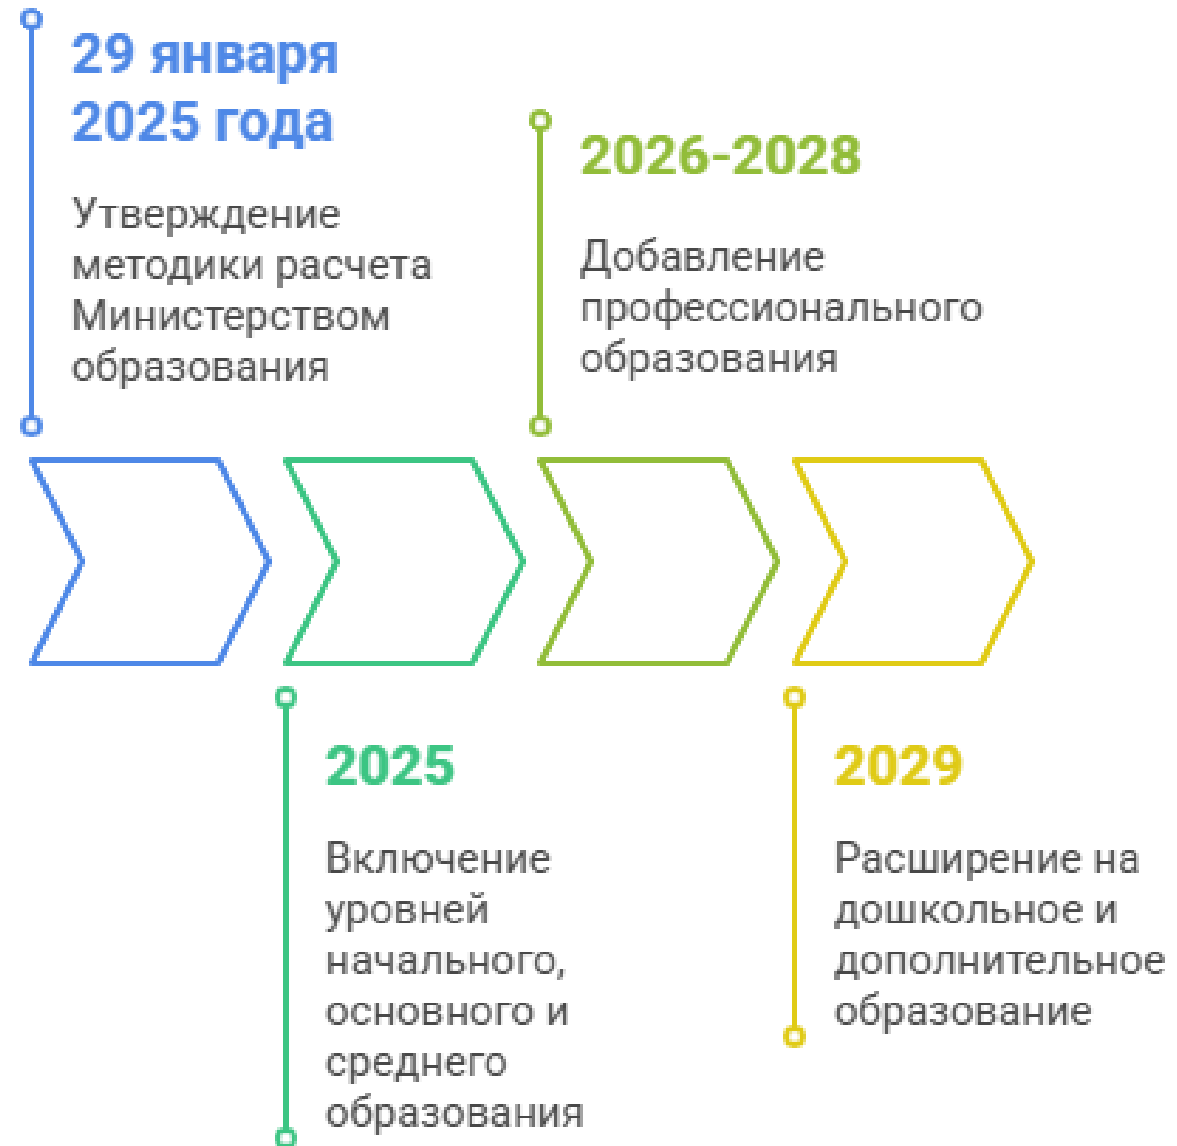 29 января
2025 года
Утверждение
методики расчета
Министерством
образования
2026-2028
Добавление
профессионального
образования
2025
Включение
уровней
начального,
основного и
среднего
образования
2029
Расширение на
дошкольное и
дополнительное
образование